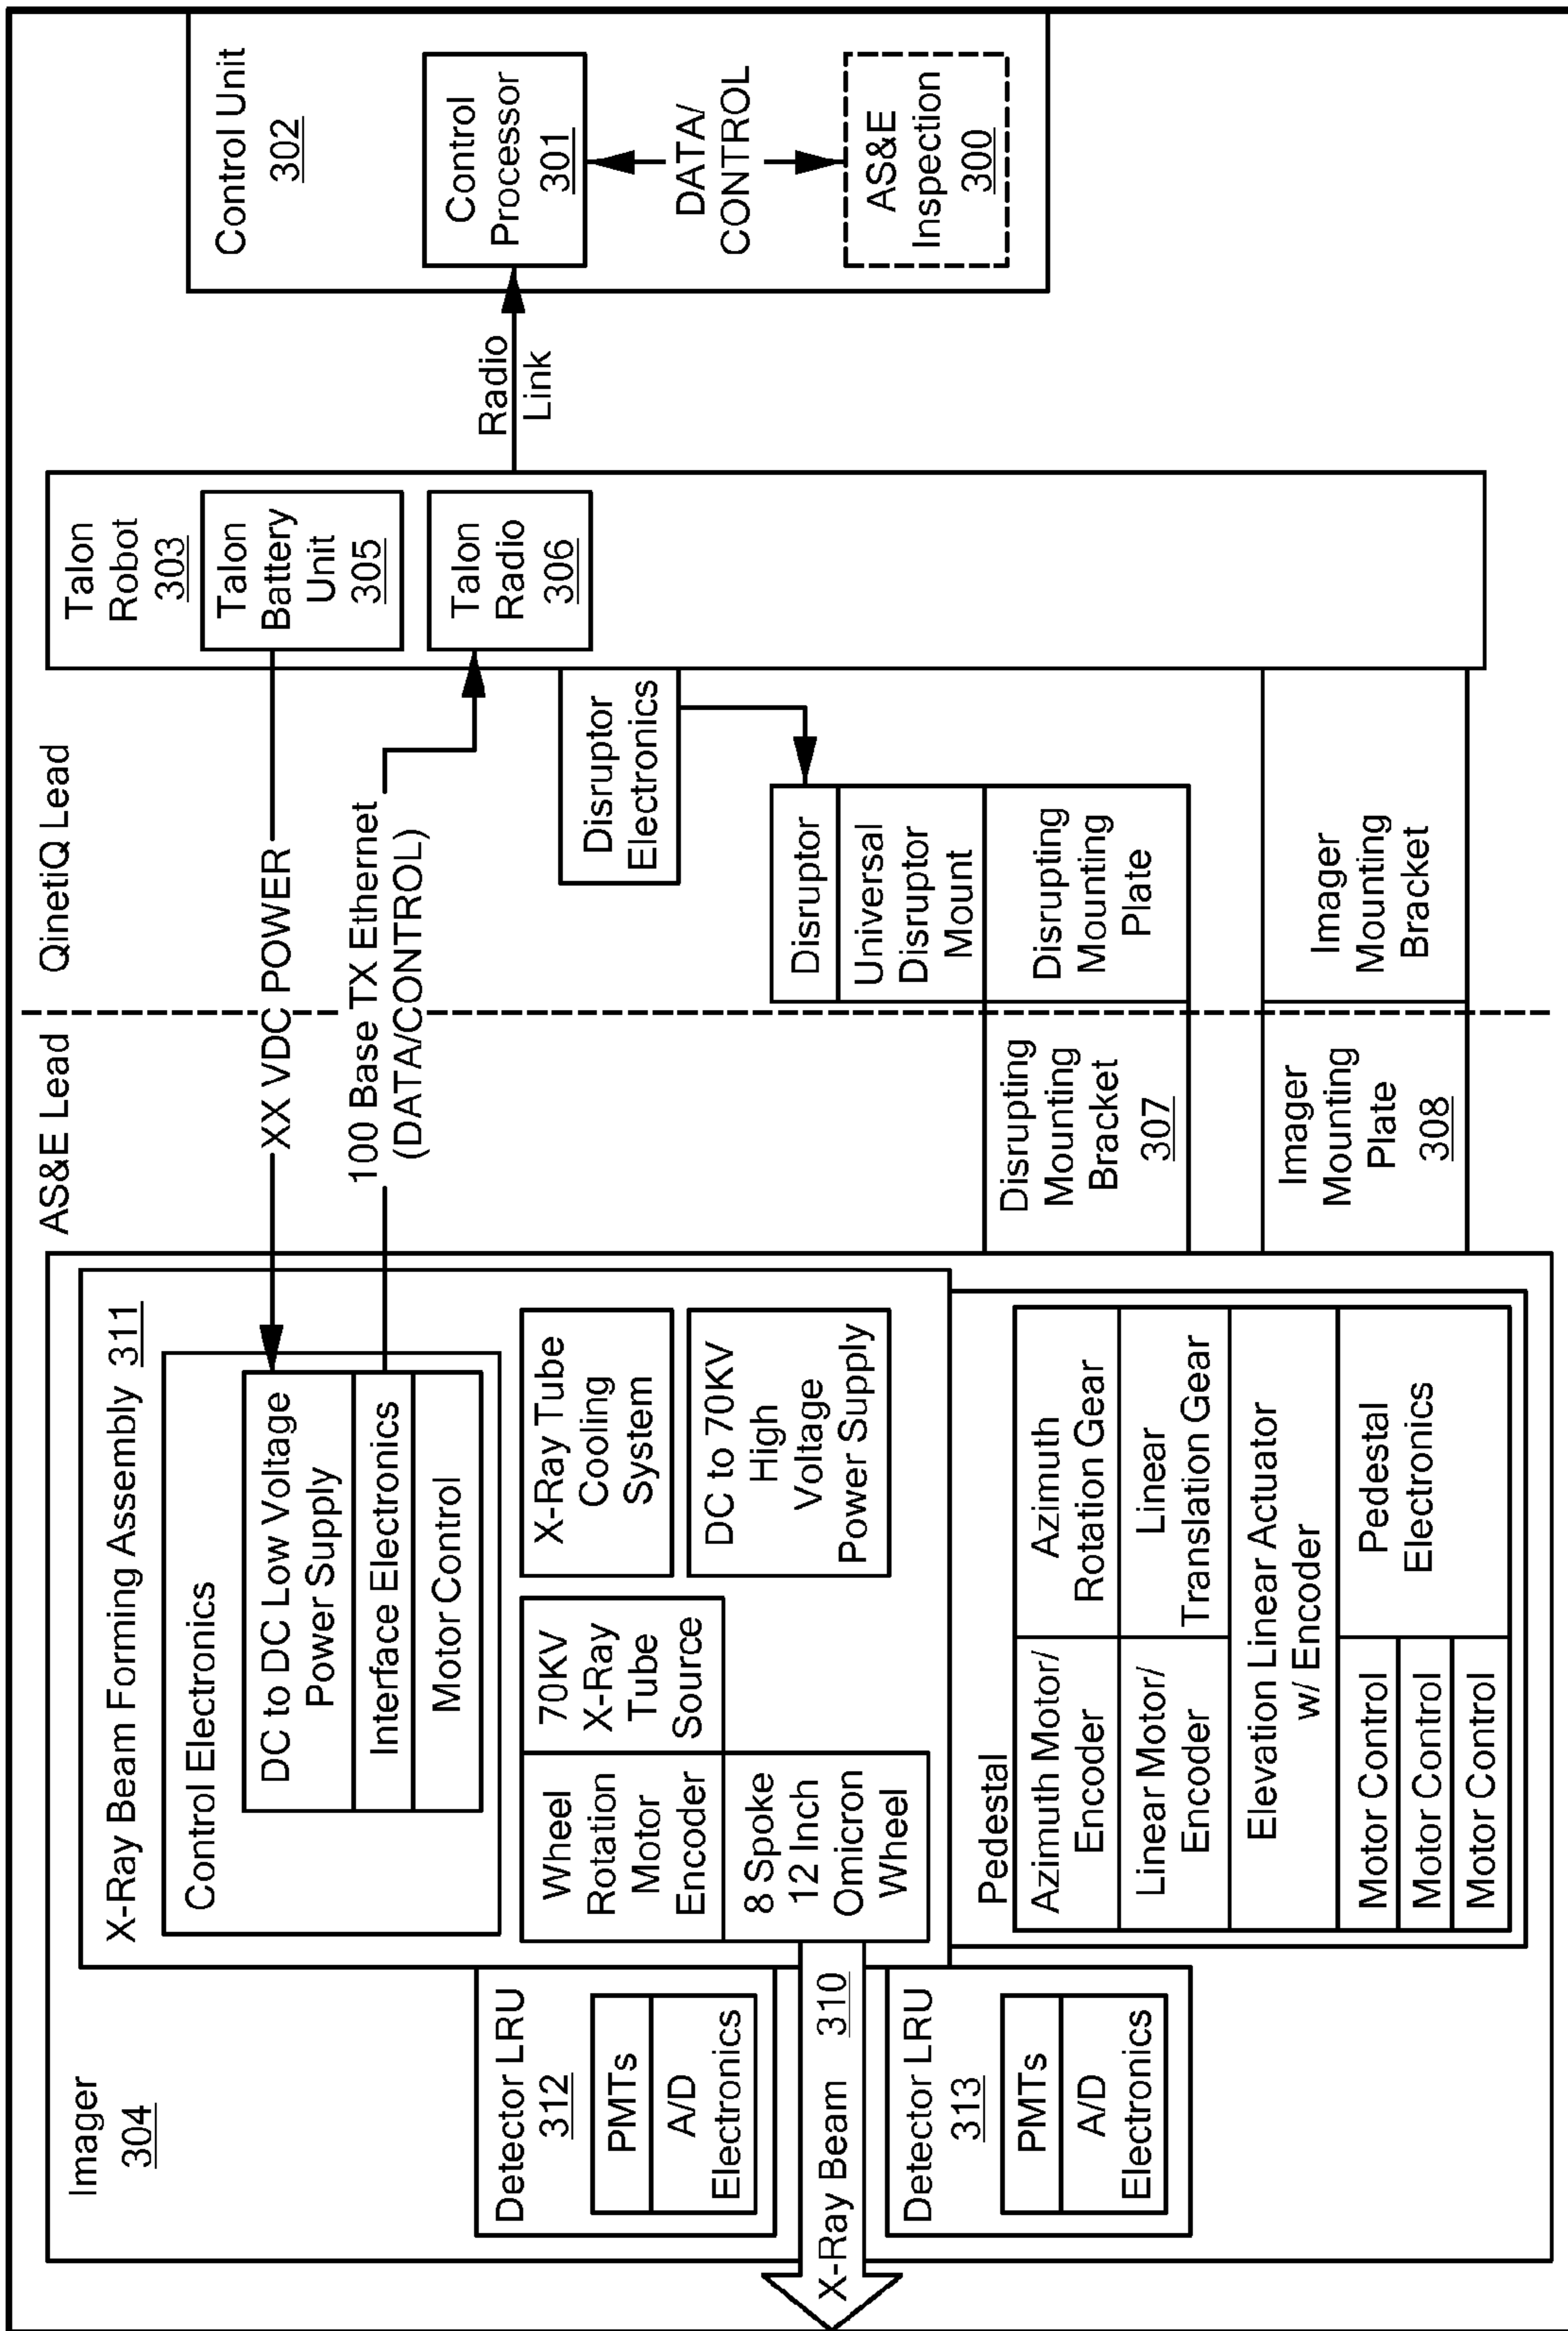 Imager
304
X-Ray Beam Forming Assembly 311
Control Electronics
DC to DC Low Voltage
Power Supply
Interface Electronics
Motor Control
Wheel
Rotation
Motor
Encoder
70KV
X-Ray
Tube
Source
X-Ray Tube
Cooling
System
DC to 70KV
High
Voltage
Power Supply
8 Spoke
12 Inch
Omicron
Wheel
Detector LRU
312
PMTs
A/D
Electronics
X-Ray Beam 310
Detector LRU
313
PMTs
A/D
Electronics
Pedestal
Azimuth Motor/
Encoder
Azimuth
Rotation Gear
Linear Motor/
Encoder
Linear
Translation Gear
Elevation Linear Actuator
w/ Encoder
Motor Control
Motor Control
Motor Control
Pedestal
Electronics
AS&E Lead
QinetiQ Lead
XX VDC POWER
100 Base TX Ethernet
(DATA/CONTROL)
Disruptor
Electronics
Disruptor
Universal
Disruptor
Mount
Disrupting
Mounting
Bracket
307
Disrupting
Mounting
Plate
Imager
Mounting
Plate
308
Imager
Mounting
Bracket
Talon
Robot
303
Talon
Battery
Unit
305
Talon
Radio
306
Radio
Link
Control Unit
302
Control
Processor
301
DATA/
CONTROL
AS&E
Inspection
300